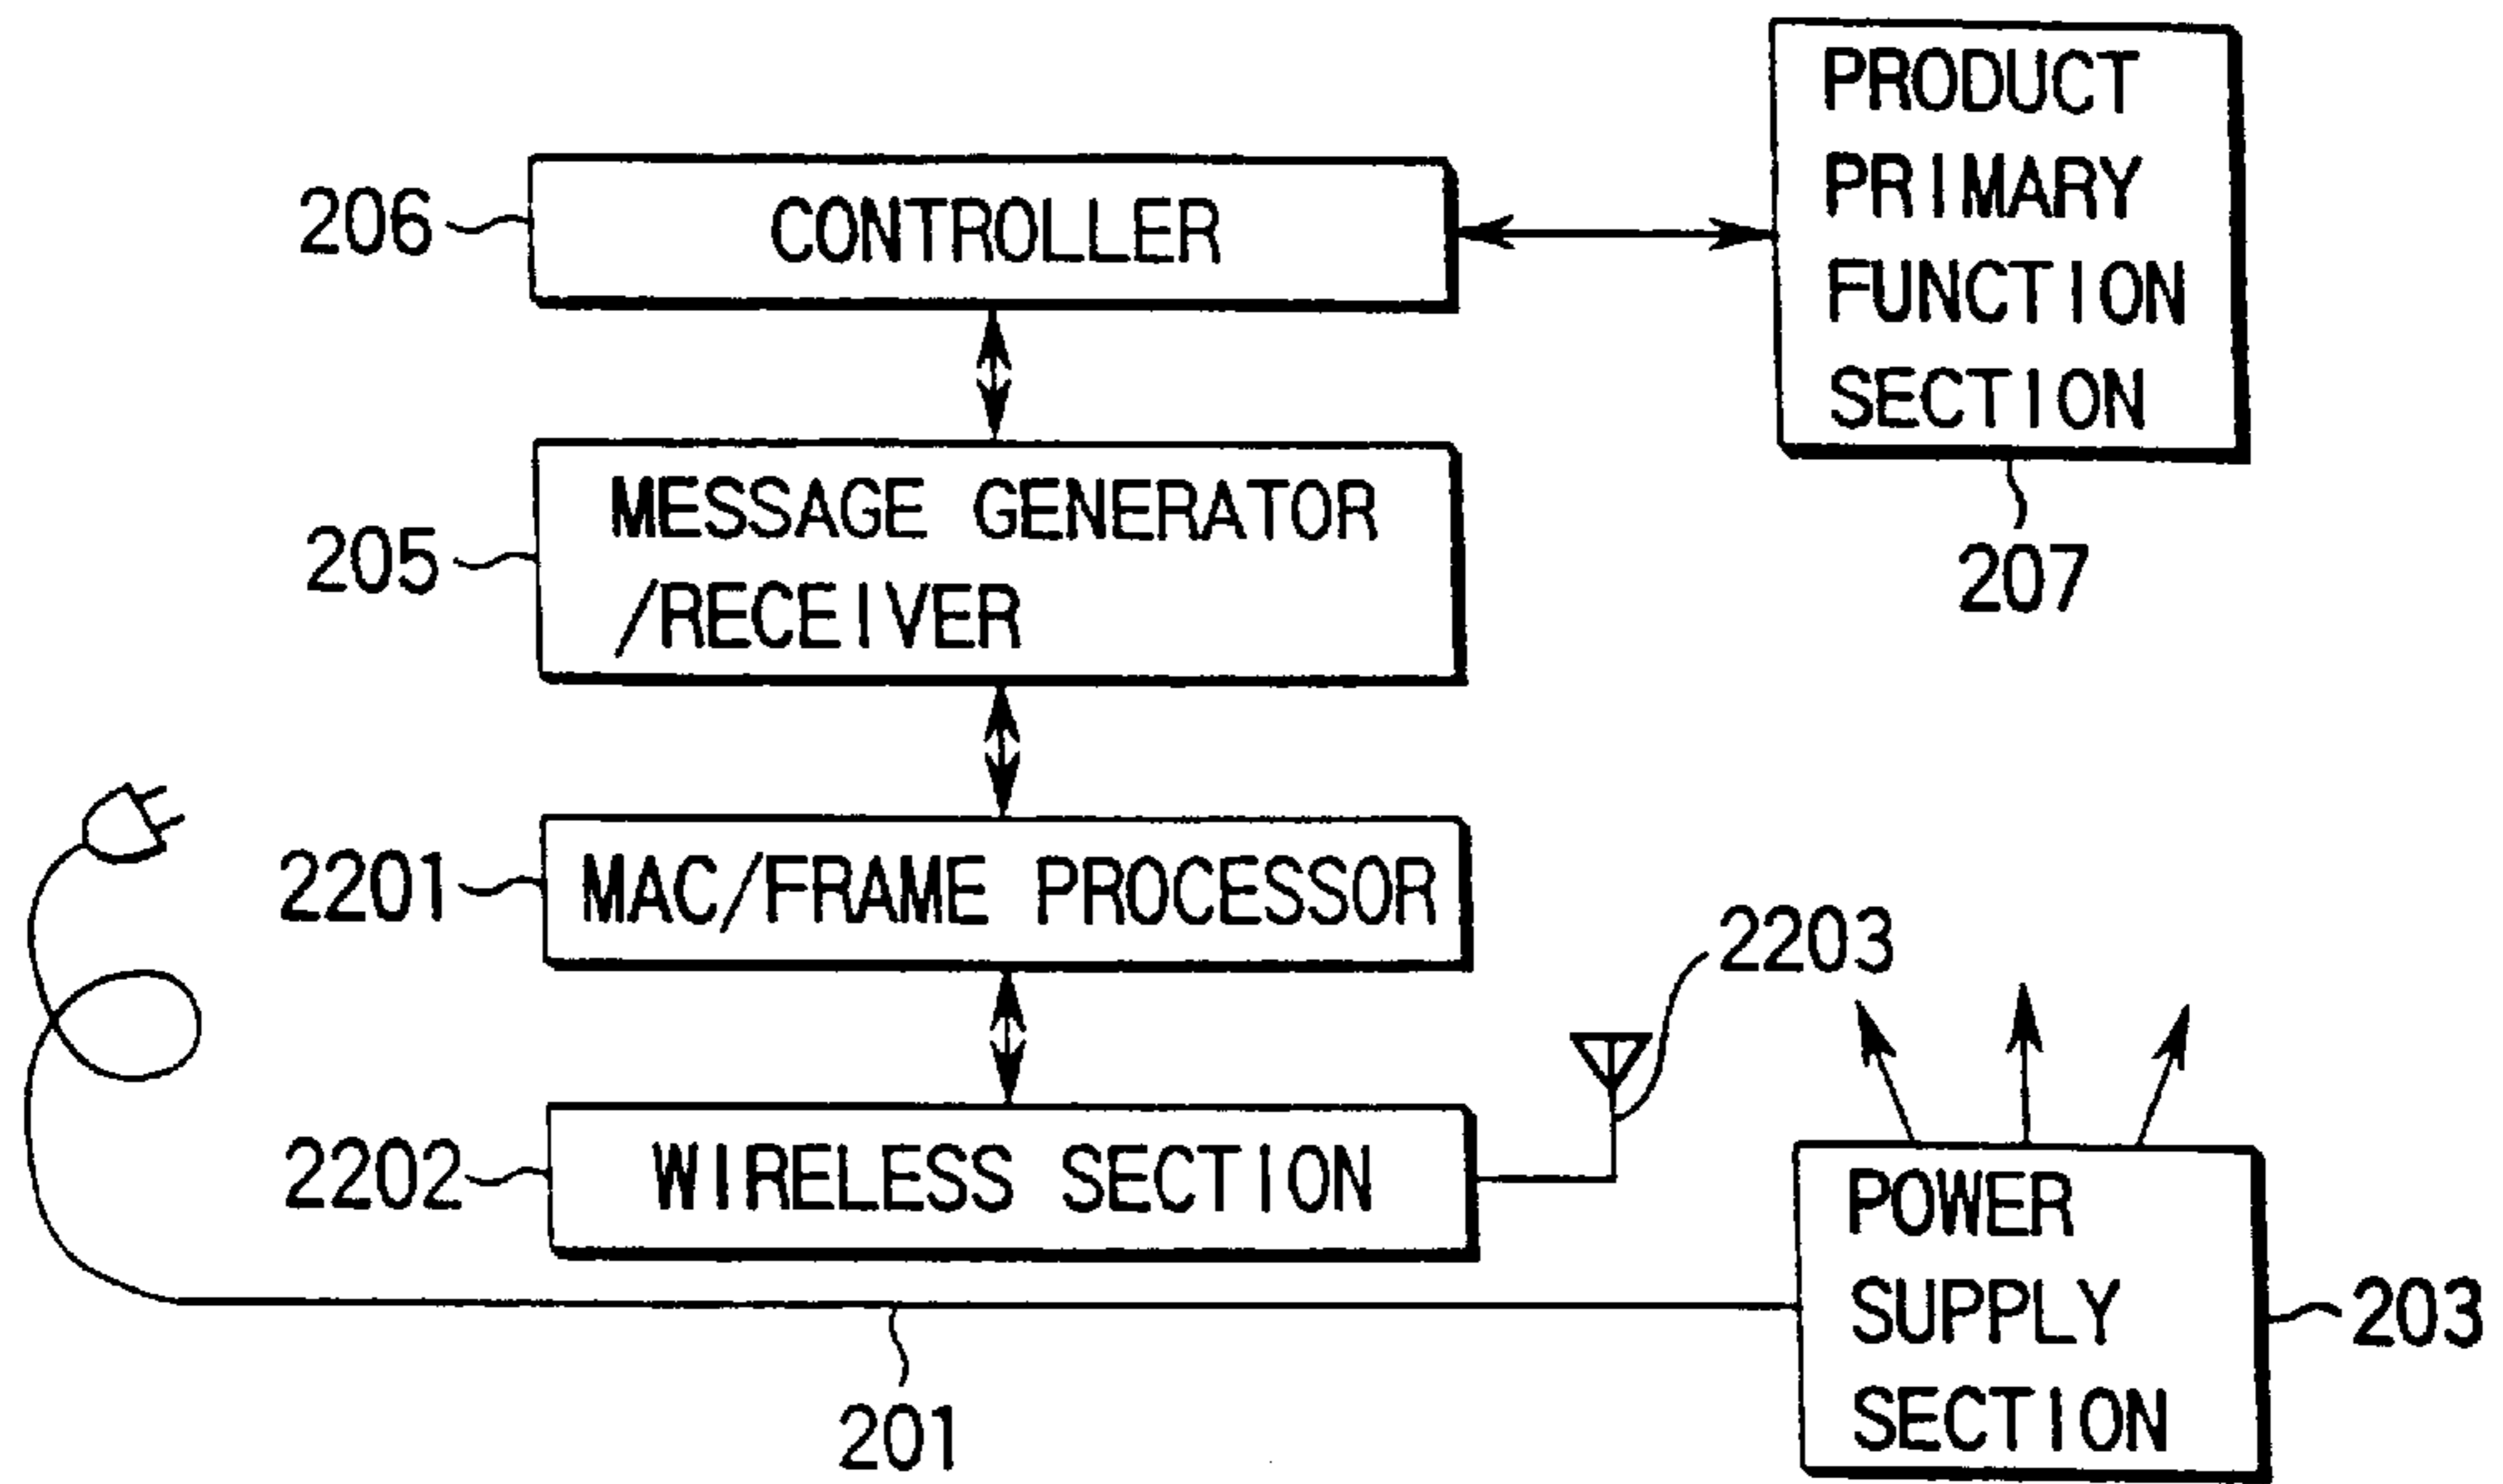 PRODUCT
PRIMARY
FUNCTION
SECTION
206
CONTROLLER
MESSAGE GENERATOR
/RECEIVER
205
207
2201
MAC/FRAME PROCESSOR
2203
2202
WIRELESS SECTION
POWER
SUPPLY
SECTION
203
201